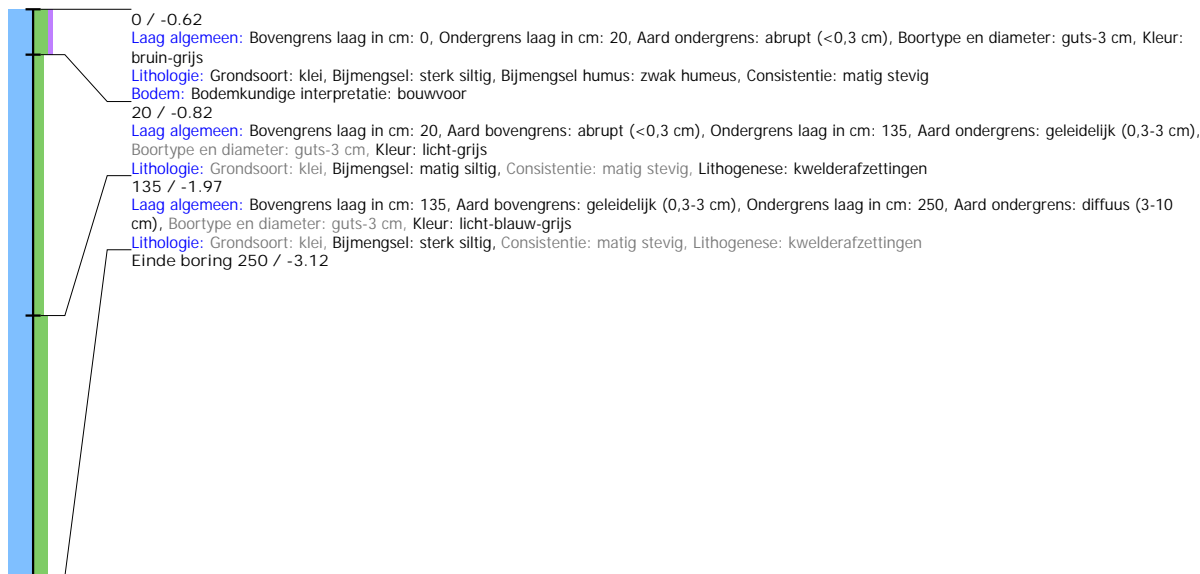 0 / -0.62
Laag algemeen: Bovengrens laag in cm: 0, Ondergrens laag in cm: 20, Aard ondergrens: abrupt (<0,3 cm), Boortype en diameter: guts-3 cm, Kleur:
bruin-grijs
Lithologie: Grondsoort: klei, Bijmengsel: sterk siltig, Bijmengsel humus: zwak humeus, Consistentie: matig stevig
Bodem: Bodemkundige interpretatie: bouwvoor
20 / -0.82
Laag algemeen: Bovengrens laag in cm: 20, Aard bovengrens: abrupt (<0,3 cm), Ondergrens laag in cm: 135, Aard ondergrens: geleidelijk (0,3-3 cm),
Boortype en diameter: guts-3 cm, Kleur: licht-grijs
Lithologie: Grondsoort: klei, Bijmengsel: matig siltig, Consistentie: matig stevig, Lithogenese: kwelderafzettingen
135 / -1.97
Laag algemeen: Bovengrens laag in cm: 135, Aard bovengrens: geleidelijk (0,3-3 cm), Ondergrens laag in cm: 250, Aard ondergrens: diffuus (3-10
cm), Boortype en diameter: guts-3 cm, Kleur: licht-blauw-grijs
Lithologie: Grondsoort: klei, Bijmengsel: sterk siltig, Consistentie: matig stevig, Lithogenese: kwelderafzettingen
Einde boring 250 / -3.12